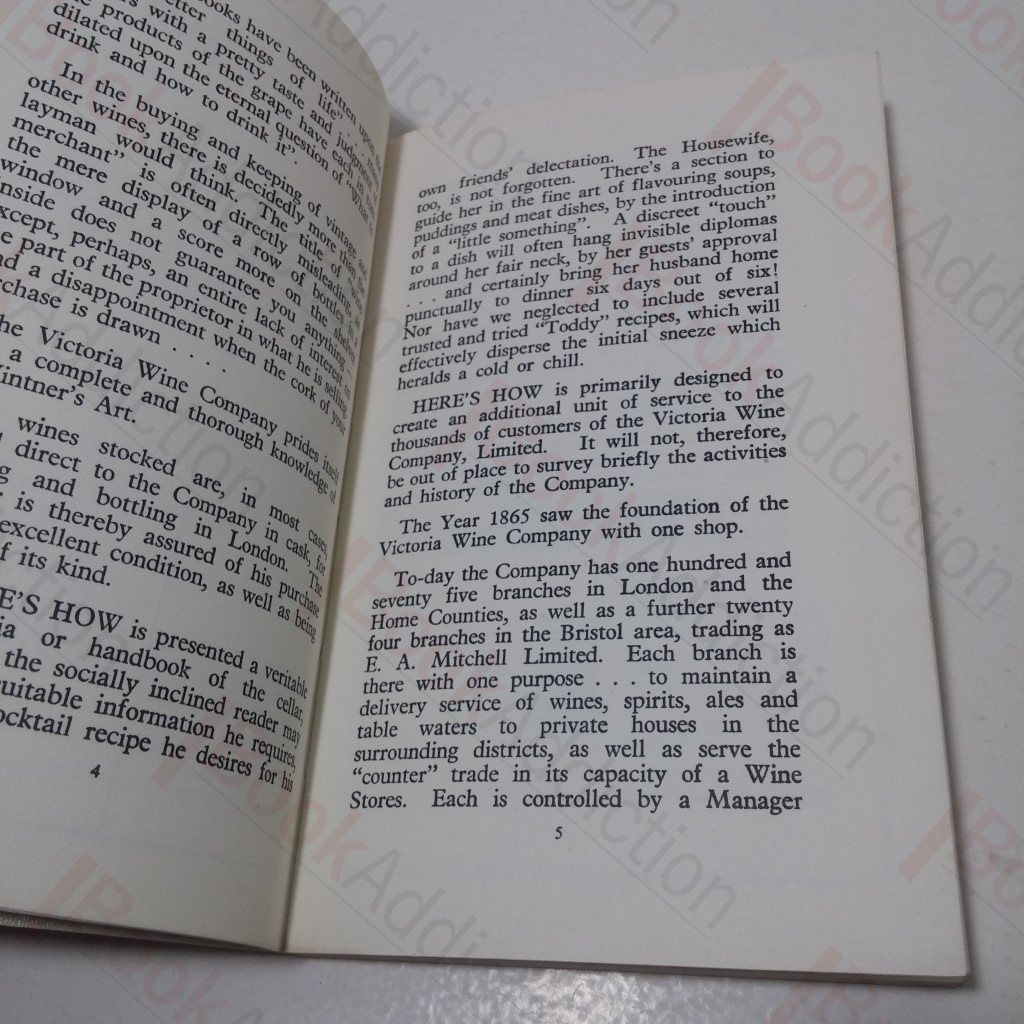 ooks have been written upon the
etter things of life". . . men
rs with a pretty taste and judgment in
e products of the grape have each in turn
dilated upon the eternal question of "What to
drink and how to drink it".
In the buying and keeping of vintage and
other wines, there is decidedly more than the
layman would think. The title of "wine
merchant" is often directly misleading, as
the mere display of a row of bottles in a
window and a score more on the shelves
inside does not guarantee you anything—
xcept, perhaps, an entire lack of interest on
e part of the proprietor in what he is selling
nd a disappointment when the cork of your
rchase is drawn . . . .
he Victoria Wine Company prides itself
a complete and thorough knowledge of
intner's Art.
wines stocked are, in most cases,
direct to the Company in cask, for
g and bottling in London. The
is thereby assured of his purchase
excellent condition, as well as being
f its kind.
E'S HOW is presented a veritable
ia or handbook of the cellar,
the socially inclined reader may
uitable information he requires,
ocktail recipe he desires for his
4
own friends' delectation. The Housewife,
too, is not forgotten. There's a section to
guide her in the fine art of flavouring soups,
puddings and meat dishes, by the introduction
of a "little something". A discreet "touch"
to a dish will often hang invisible diplomas
around her fair neck, by her guests' approval
. . . and certainly bring her husband home
punctually to dinner six days out of six!
Nor have we neglected to include several
trusted and tried "Toddy" recipes, which will
effectively disperse the initial sneeze which
heralds a cold or chill.
HERE'S HOW is primarily designed to
create an additional unit of service to the
thousands of customers of the Victoria Wine
Company, Limited. It will not, therefore,
be out of place to survey briefly the activities
and history of the Company.
The Year 1865 saw the foundation of the
Victoria Wine Company with one shop.
To-day the Company has one hundred and
seventy five branches in London and the
Home Counties, as well as a further twenty
four branches in the Bristol area, trading as
E. A. Mitchell Limited. Each branch is
there with one purpose . . . to maintain a
delivery service of wines, spirits, ales and
table waters to private houses in the
surrounding districts, as well as serve the
"counter" trade in its capacity of a Wine
Stores. Each is controlled by a Manager
5
BookAddiction